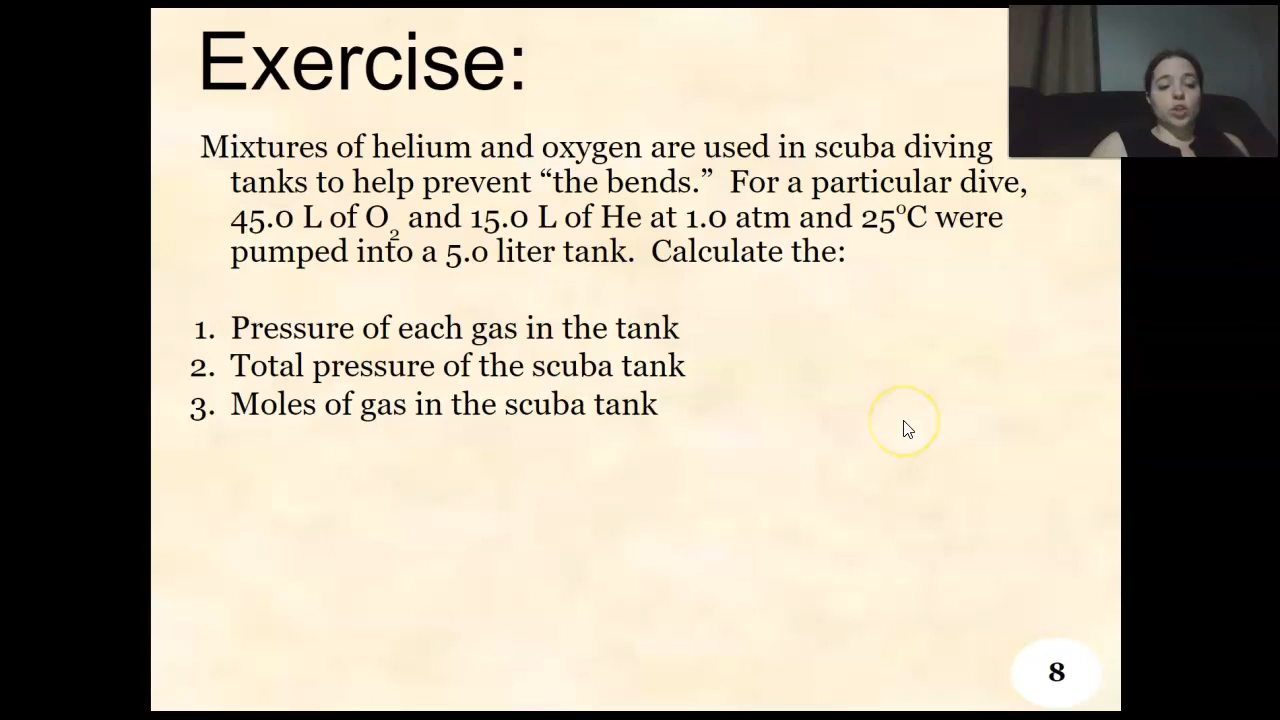 Exercise:
Mixtures of helium and oxygen are used in scuba diving
tanks to help prevent “the bends.”  For a particular dive,
45.0 L of O₂ and 15.0 L of He at 1.0 atm and 25⁰C were
pumped into a 5.0 liter tank.  Calculate the:
1. Pressure of each gas in the tank
2. Total pressure of the scuba tank
3. Moles of gas in the scuba tank
8